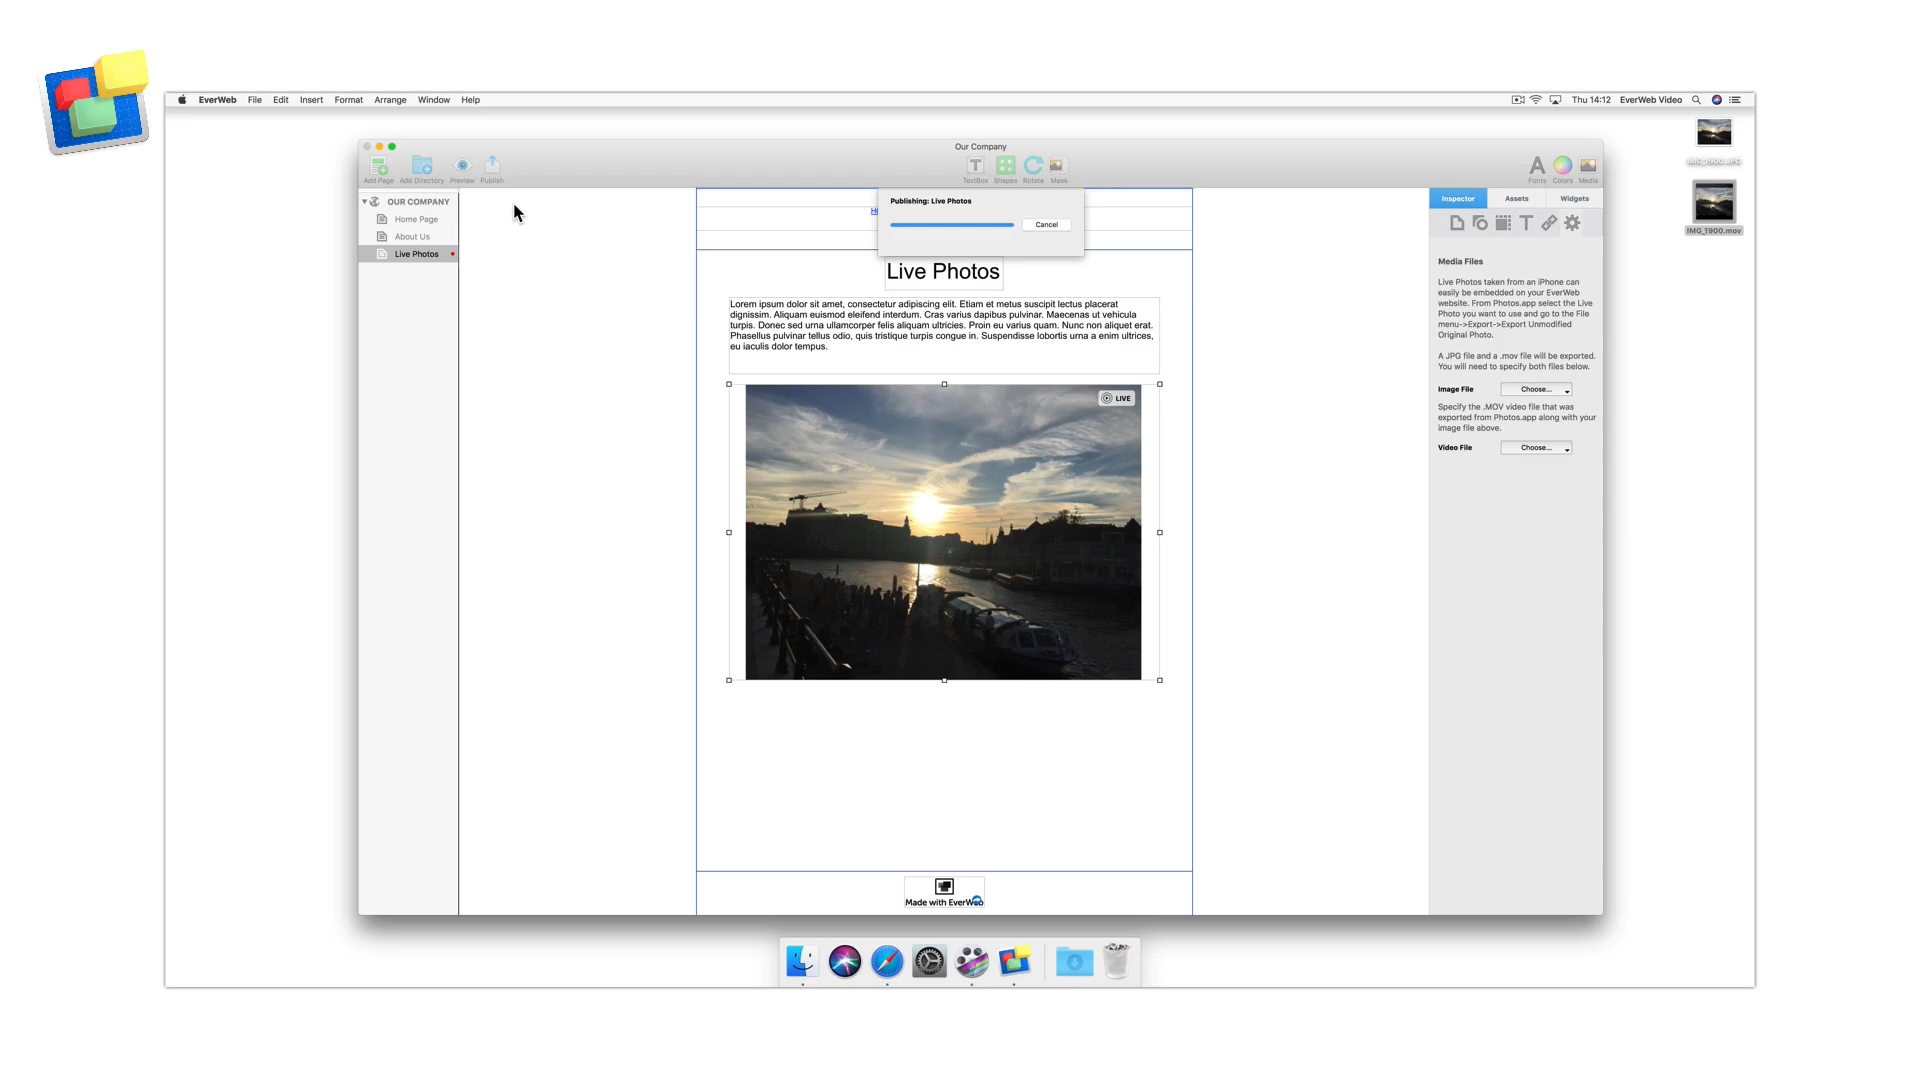 EverWeb File Edit Insert Format Arrange Window Help
Thu 14:12 EverWeb Video
Our Company
Add Page Add Directory Preview Publish
TextBox Shapes Rotate Mask
Fonts Colors Media
IMG_1900.JPG
IMG_1900.mov
OUR COMPANY
Home Page
About Us
Live Photos
Publishing: Live Photos
Cancel
Live Photos
Lorem ipsum dolor sit amet, consectetur adipiscing elit. Etiam et metus suscipit lectus placerat
dignissim. Aliquam euismod eleifend interdum. Cras varius dapibus pulvinar. Maecenas ut vehicula
turpis. Donec sed urna ullamcorper felis aliquam ultricies. Proin eu varius quam. Nunc non aliquet erat.
Phasellus pulvinar tellus odio, quis tristique turpis congue in. Suspendisse lobortis urna a enim ultrices,
eu iaculis dolor tempus.
LIVE
Made with EverWeb
Inspector Assets Widgets
Media Files
Live Photos taken from an iPhone can
easily be embedded on your EverWeb
website. From Photos.app select the Live
Photo you want to use and go to the File
menu->Export->Export Unmodified
Original Photo.
A JPG file and a .mov file will be exported.
You will need to specify both files below.
Image File Choose...
Specify the .MOV video file that was
exported from Photos.app along with your
image file above.
Video File Choose...